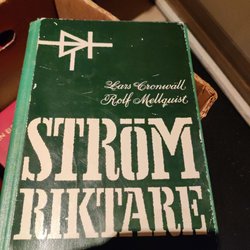 Lars Cronwall
Rolf Mellquist
STRÖM
RIKTARE